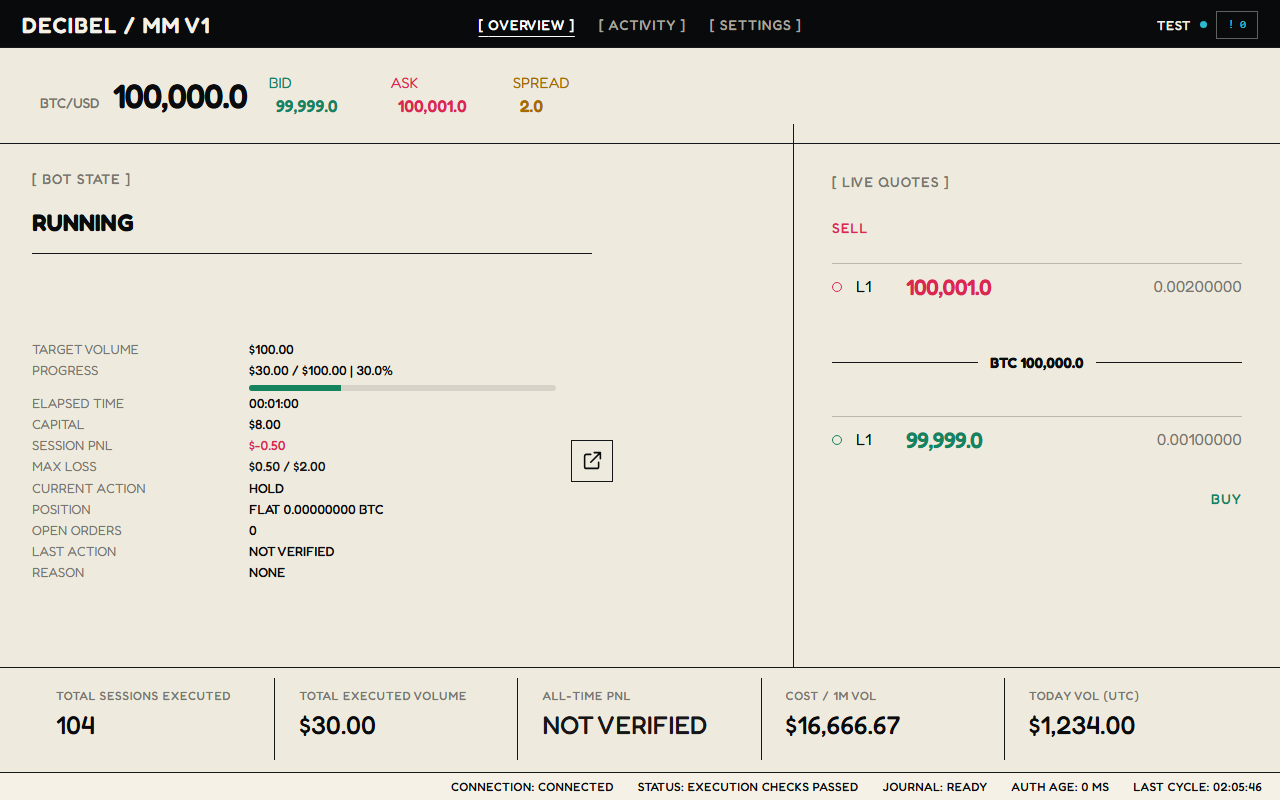 DECIBEL / MM V1
[ OVERVIEW ] [ ACTIVITY ] [ SETTINGS ]
TEST ! 0
BTC/USD 100,000.0
BID
99,999.0
ASK
100,001.0
SPREAD
2.0
[ BOT STATE ]
RUNNING
TARGET VOLUME $100.00
PROGRESS $30.00 / $100.00 | 30.0%
ELAPSED TIME 00:01:00
CAPITAL $8.00
SESSION PNL $-0.50
MAX LOSS $0.50 / $2.00
CURRENT ACTION HOLD
POSITION FLAT 0.00000000 BTC
OPEN ORDERS 0
LAST ACTION NOT VERIFIED
REASON NONE
[ LIVE QUOTES ]
SELL
L1 100,001.0 0.00200000
BTC 100,000.0
L1 99,999.0 0.00100000
BUY
TOTAL SESSIONS EXECUTED
104
TOTAL EXECUTED VOLUME
$30.00
ALL-TIME PNL
NOT VERIFIED
COST / 1M VOL
$16,666.67
TODAY VOL (UTC)
$1,234.00
CONNECTION: CONNECTED STATUS: EXECUTION CHECKS PASSED JOURNAL: READY AUTH AGE: 0 MS LAST CYCLE: 02:05:46